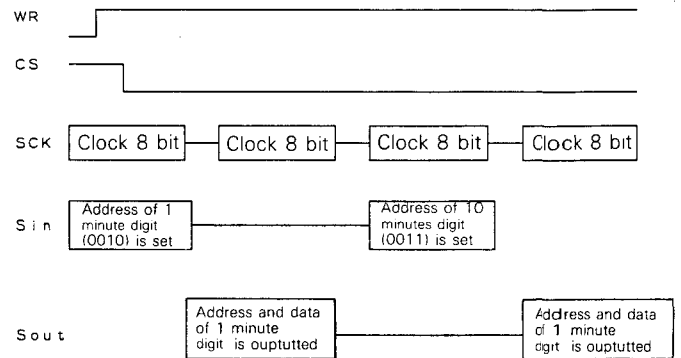 WR
CS
SCK Clock 8 bit Clock 8 bit Clock 8 bit Clock 8 bit
Sin
Address of 1
minute digit
(0010) is set
Address of 10
minutes digit
(0011) is set
Sout
Address and data
of 1 minute
digit is ouptutted
Address and data
of 1 minute
digit is ouptutted